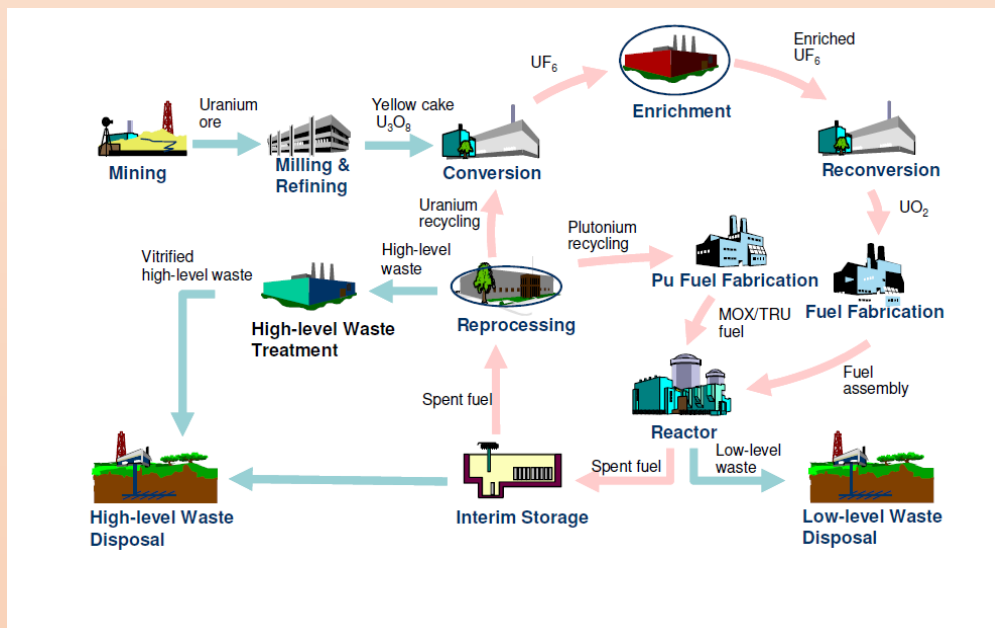 Uranium
ore
Mining
Yellow cake
U₃O₈
Milling &
Refining
UF₆
Conversion
Enrichment
Enriched
UF₆
Reconversion
UO₂
Uranium
recycling
Plutonium
recycling
Pu Fuel Fabrication
Fuel Fabrication
Vitrified
high-level waste
High-level
waste
High-level Waste
Treatment
Reprocessing
MOX/TRU
fuel
Fuel
assembly
Reactor
Spent fuel
Spent fuel
Low-level
waste
High-level Waste
Disposal
Interim Storage
Low-level Waste
Disposal